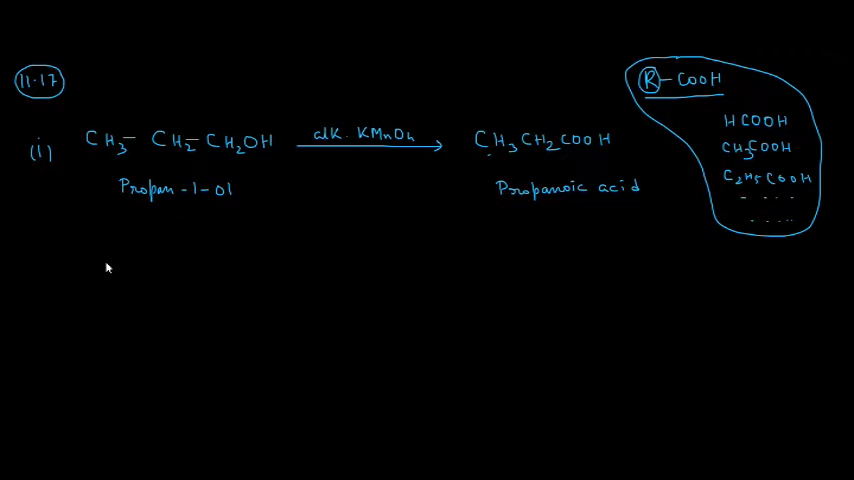 11.17
R-COOH
HCOOH
CH3COOH
C2H5COOH
....
.....
(i) CH3- CH2- CH2OH alk. KMnO4 CH3CH2COOH
Propan-1-ol Propanoic acid